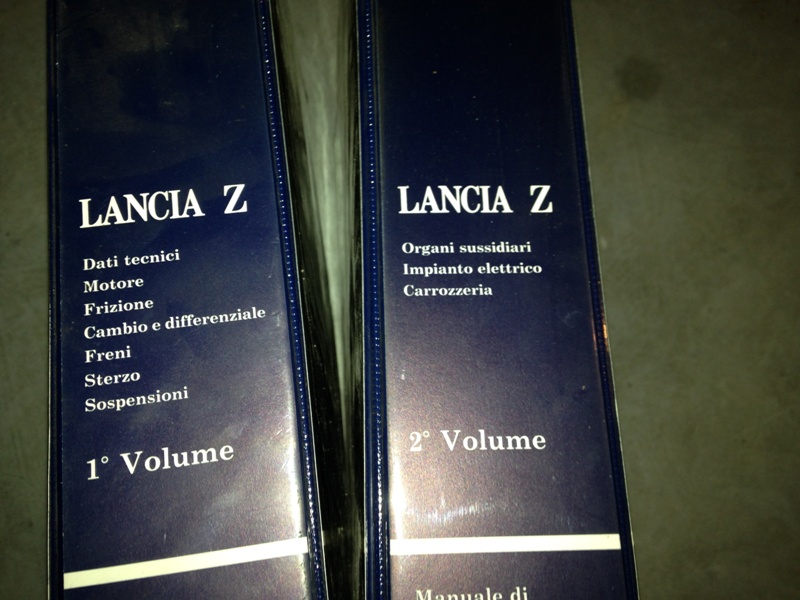 LANCIA Z
Dati tecnici
Motore
Frizione
Cambio e differenziale
Freni
Sterzo
Sospensioni
1° Volume
LANCIA Z
Organi sussidiari
Impianto elettrico
Carrozzeria
2° Volume
Manuale di